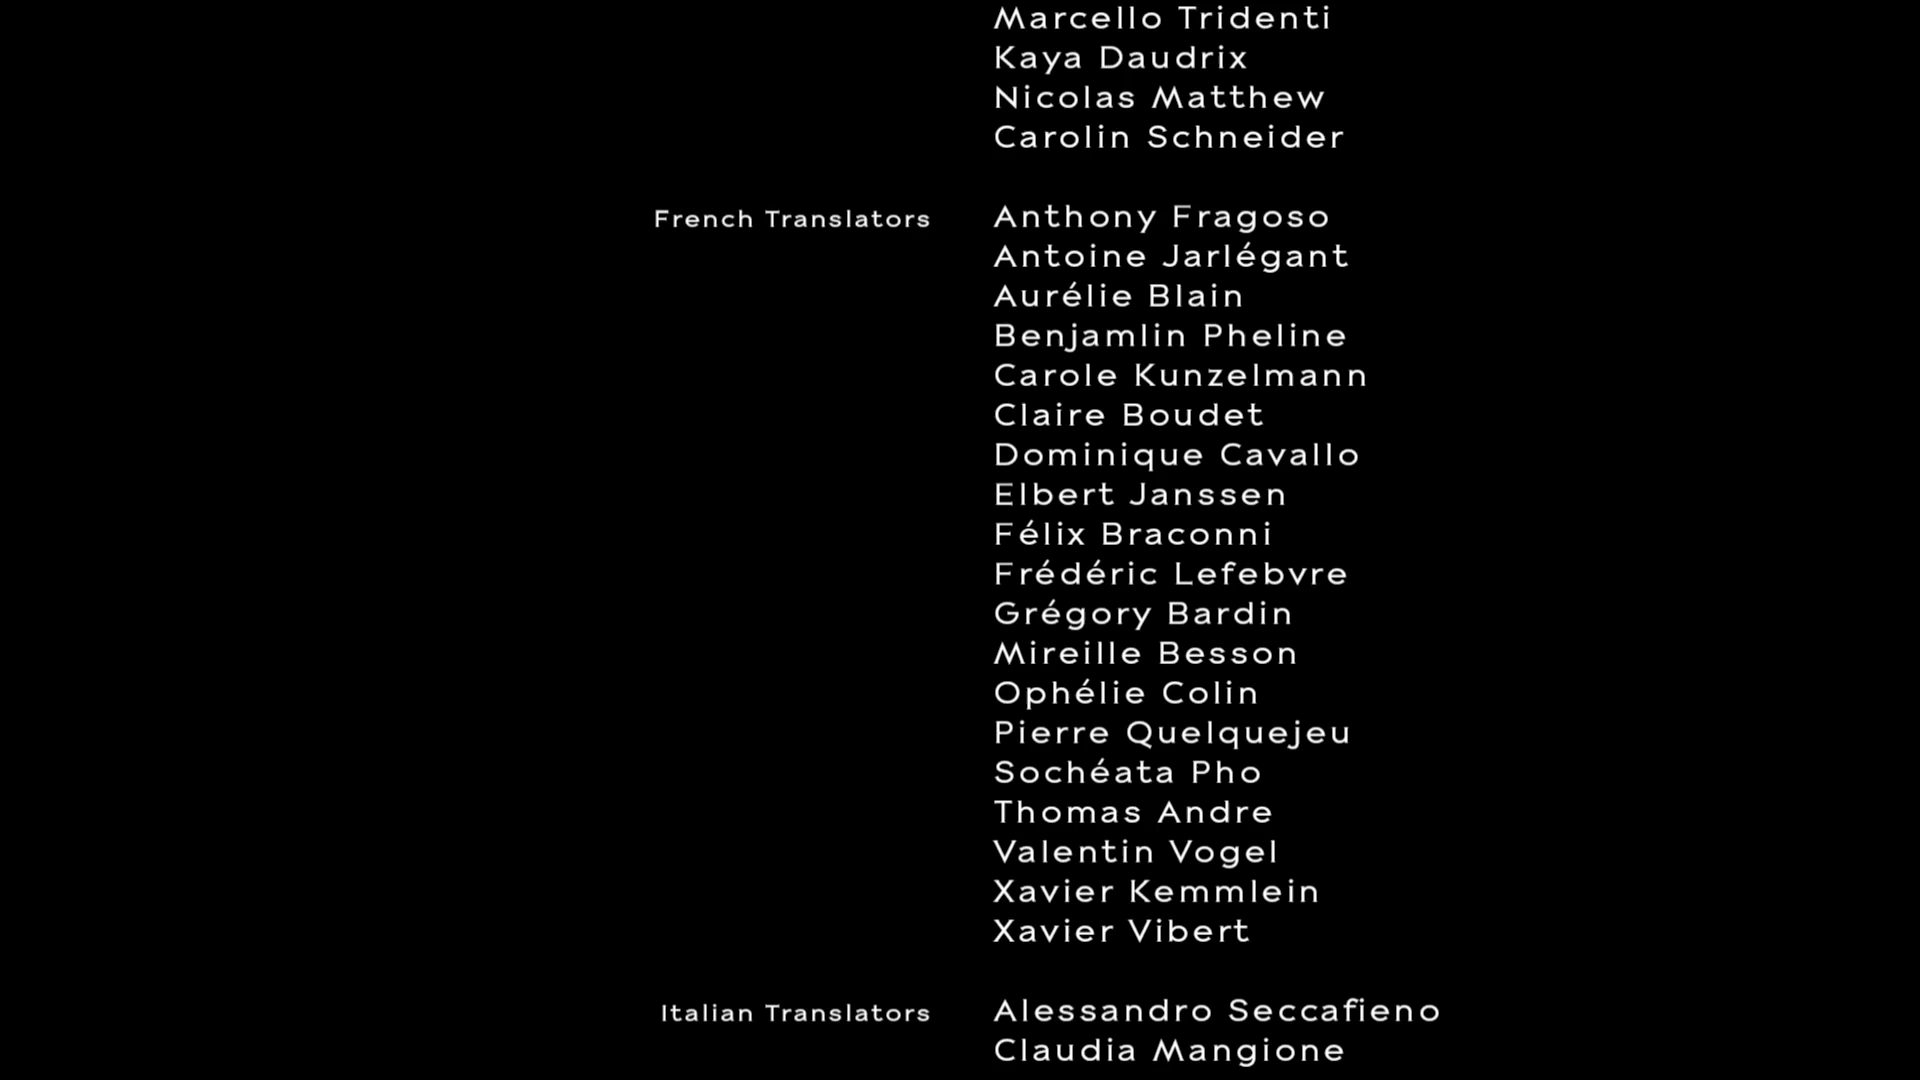 Marcello Tridenti
Kaya Daudrix
Nicolas Matthew
Carolin Schneider
French Translators Anthony Fragoso
Antoine Jarlégant
Aurélie Blain
Benjamlin Pheline
Carole Kunzelmann
Claire Boudet
Dominique Cavallo
Elbert Janssen
Félix Braconni
Frédéric Lefebvre
Grégory Bardin
Mireille Besson
Ophélie Colin
Pierre Quelquejeu
Sochéata Pho
Thomas Andre
Valentin Vogel
Xavier Kemmlein
Xavier Vibert
Italian Translators Alessandro Seccafieno
Claudia Mangione